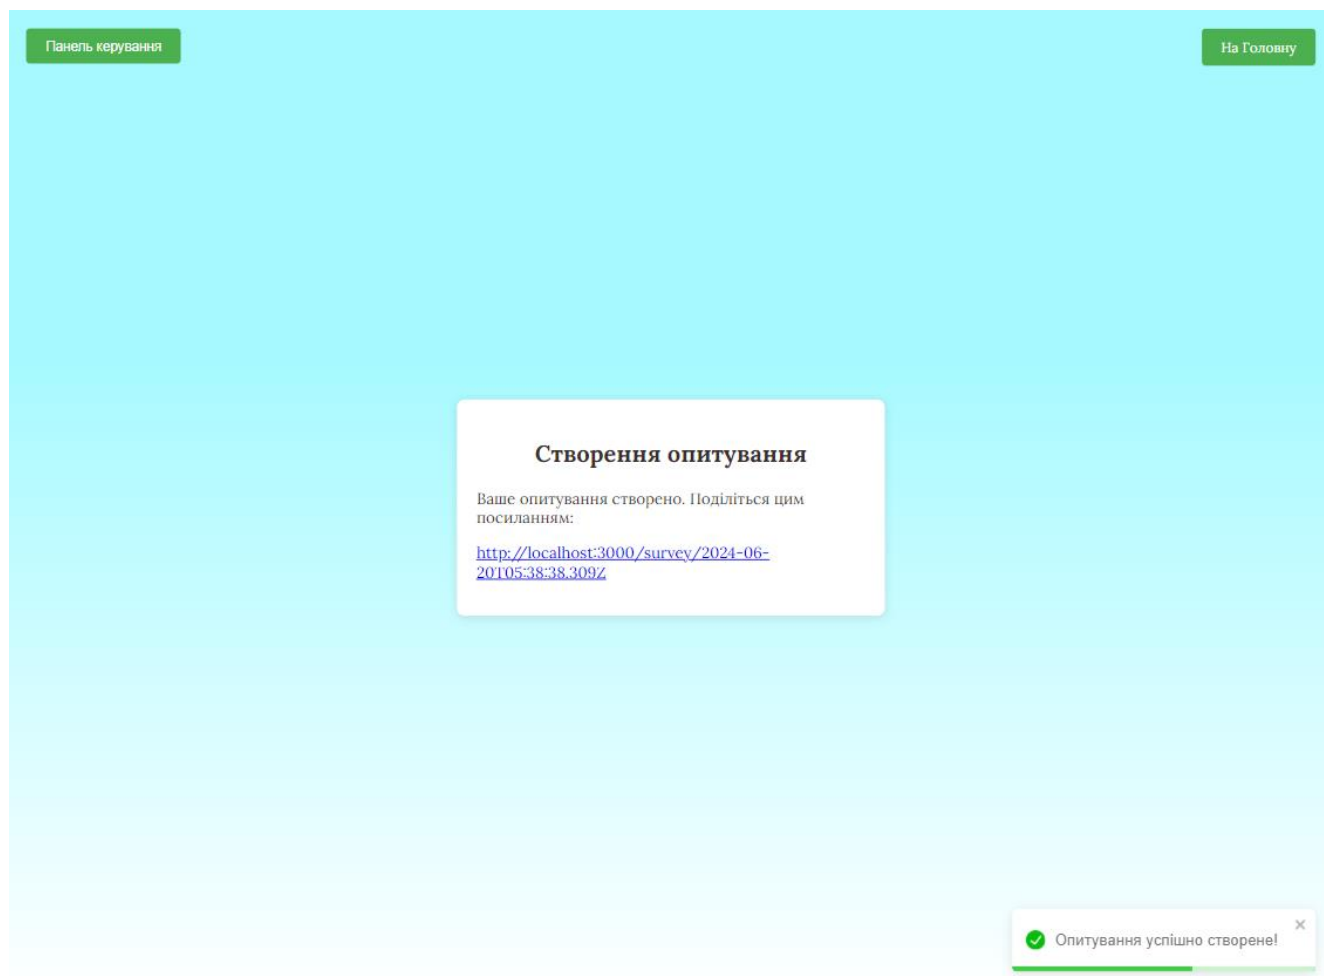 Панель керування
На Головну
Створення опитування
Ваше опитування створено. Поділіться цим
посиланням:
http://localhost:3000/survey/2024-06-
20T05:38:38.309Z
Опитування успішно створене!